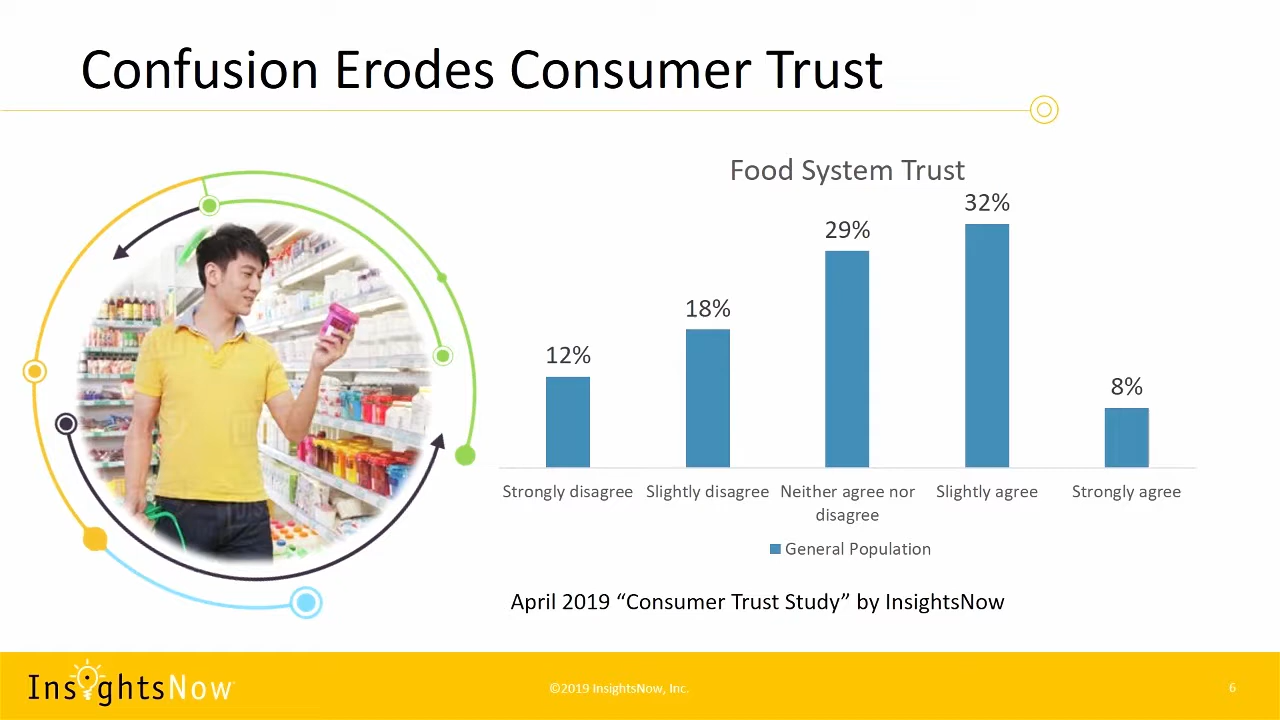 Confusion Erodes Consumer Trust
Food System Trust
12%
18%
29%
32%
8%
Strongly disagree
Slightly disagree
Neither agree nor
disagree
Slightly agree
Strongly agree
General Population
April 2019 “Consumer Trust Study” by InsightsNow
InsightsNow
©2019 InsightsNow, Inc.
6